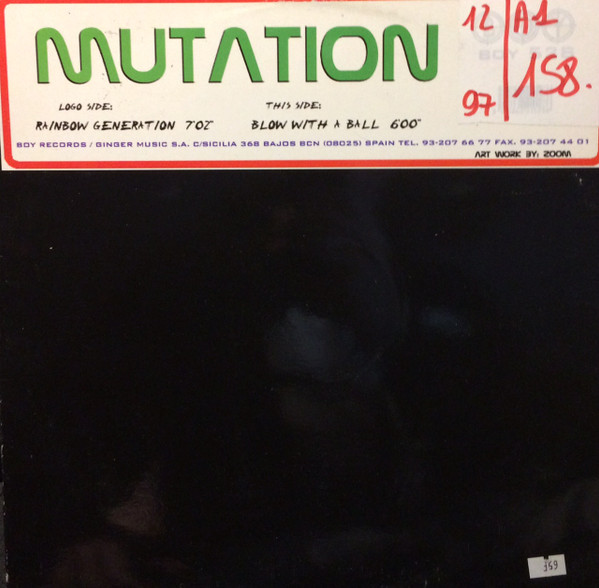 MUTATION
LOGO SIDE:
RAINBOW GENERATION 7'02"
THIS SIDE:
BLOW WITH A BALL 6'00"
BOY RECORDS / GINGER MUSIC S.A. C/SICILIA 368 BAJOS BCN (08025) SPAIN TEL. 93-207 66 77 FAX. 93-207 44 01
ART WORK BY: ZOOM
12 A1
97 158.
BOY